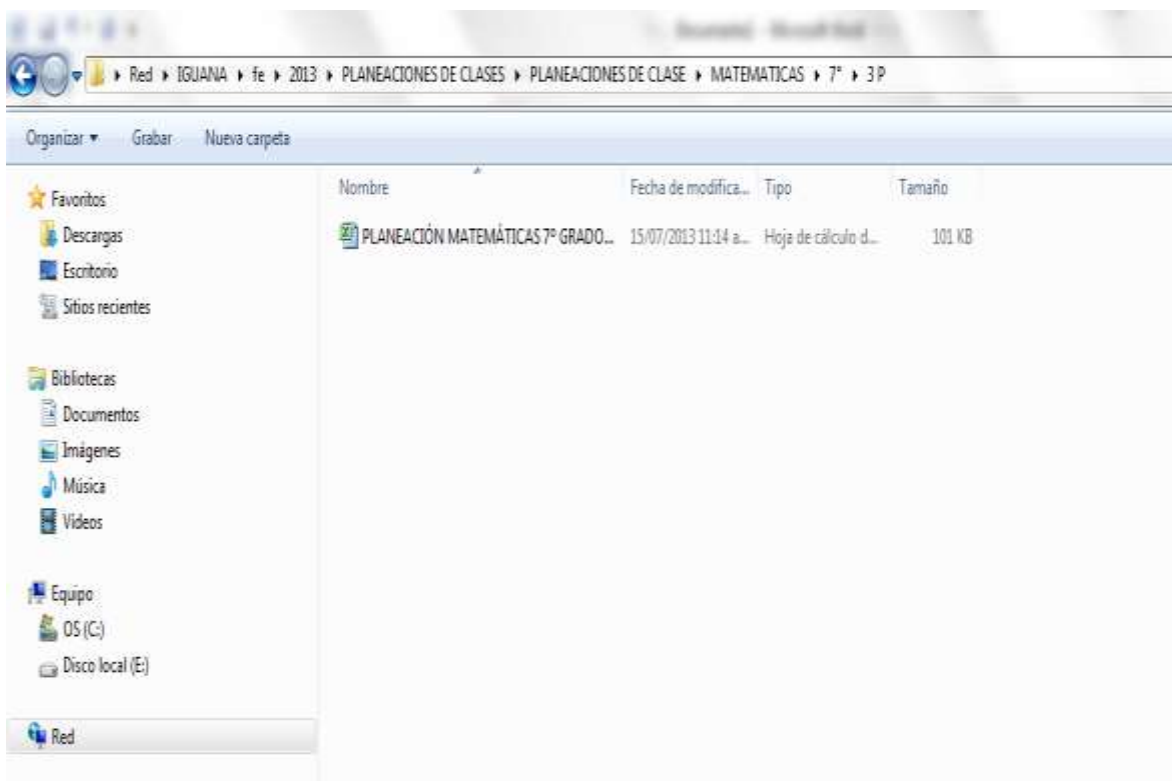 Red ▸ IGUANA ▸ fe ▸ 2013 ▸ PLANEACIONES DE CLASES ▸ PLANEACIONES DE CLASE ▸ MATEMATICAS ▸ 7° ▸ 3 P
Organizar ▾ Grabar Nueva carpeta
Nombre Fecha de modifica... Tipo Tamaño
PLANEACIÓN MATEMÁTICAS 7º GRADO... 15/07/2013 11:14 a... Hoja de cálculo d... 101 KB
Favoritos
Descargas
Escritorio
Sitios recientes
Bibliotecas
Documentos
Imágenes
Música
Vídeos
Equipo
OS (C:)
Disco local (E:)
Red